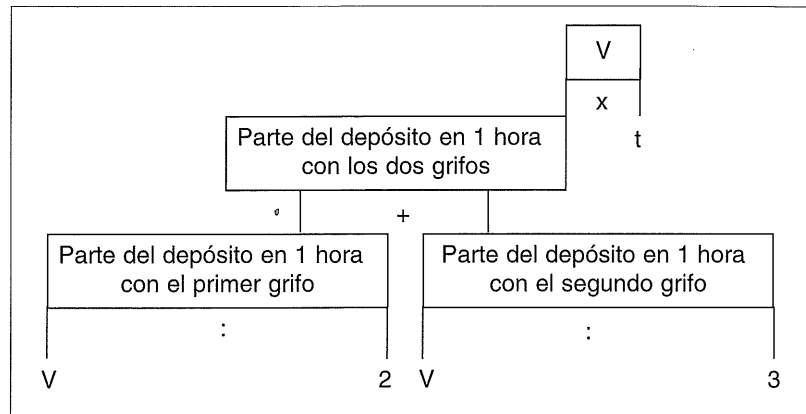 V
x
t
Parte del depósito en 1 hora
con los dos grifos
+
Parte del depósito en 1 hora
con el primer grifo
Parte del depósito en 1 hora
con el segundo grifo
:
:
V
2
V
3